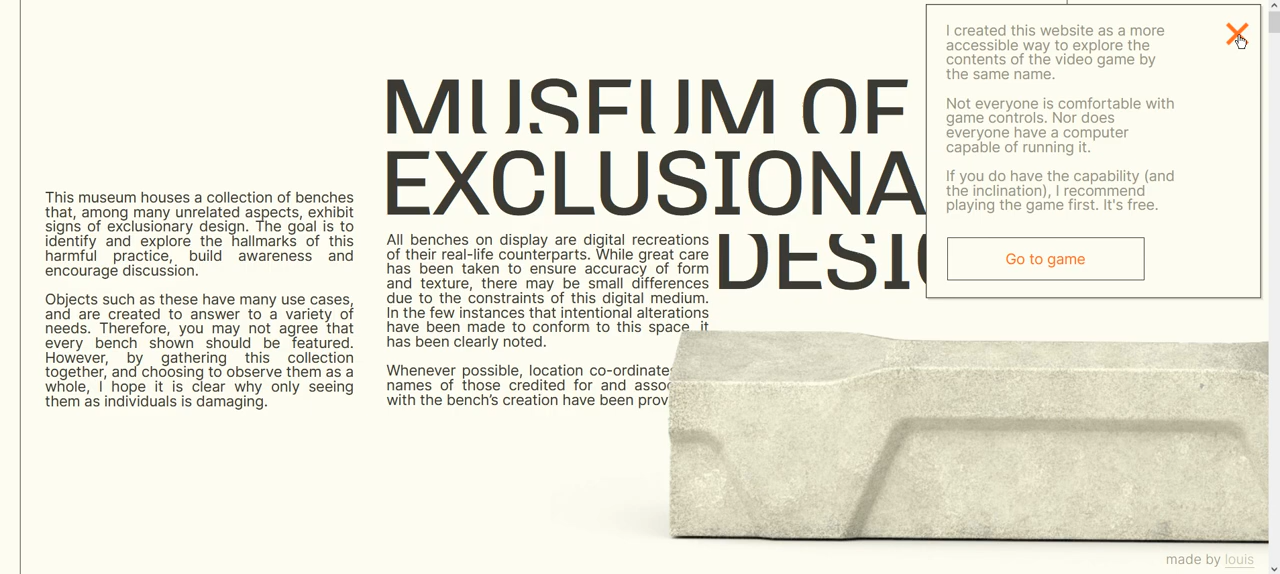 MUSEUM OF
EXCLUSIONA
DESIG
This museum houses a collection of benches
that, among many unrelated aspects, exhibit
signs of exclusionary design. The goal is to
identify and explore the hallmarks of this
harmful practice, build awareness and
encourage discussion.
Objects such as these have many use cases,
and are created to answer to a variety of
needs. Therefore, you may not agree that
every bench shown should be featured.
However, by gathering this collection
together, and choosing to observe them as a
whole, I hope it is clear why only seeing
them as individuals is damaging.
All benches on display are digital recreations
of their real-life counterparts. While great care
has been taken to ensure accuracy of form
and texture, there may be small differences
due to the constraints of this digital medium.
In the few instances that intentional alterations
have been made to conform to this space, it
has been clearly noted.
Whenever possible, location co-ordinate
names of those credited for and asso
with the bench's creation have been prov
I created this website as a more
accessible way to explore the
contents of the video game by
the same name.
Not everyone is comfortable with
game controls. Nor does
everyone have a computer
capable of running it.
If you do have the capability (and
the inclination), I recommend
playing the game first. It's free.
Go to game
made by louis